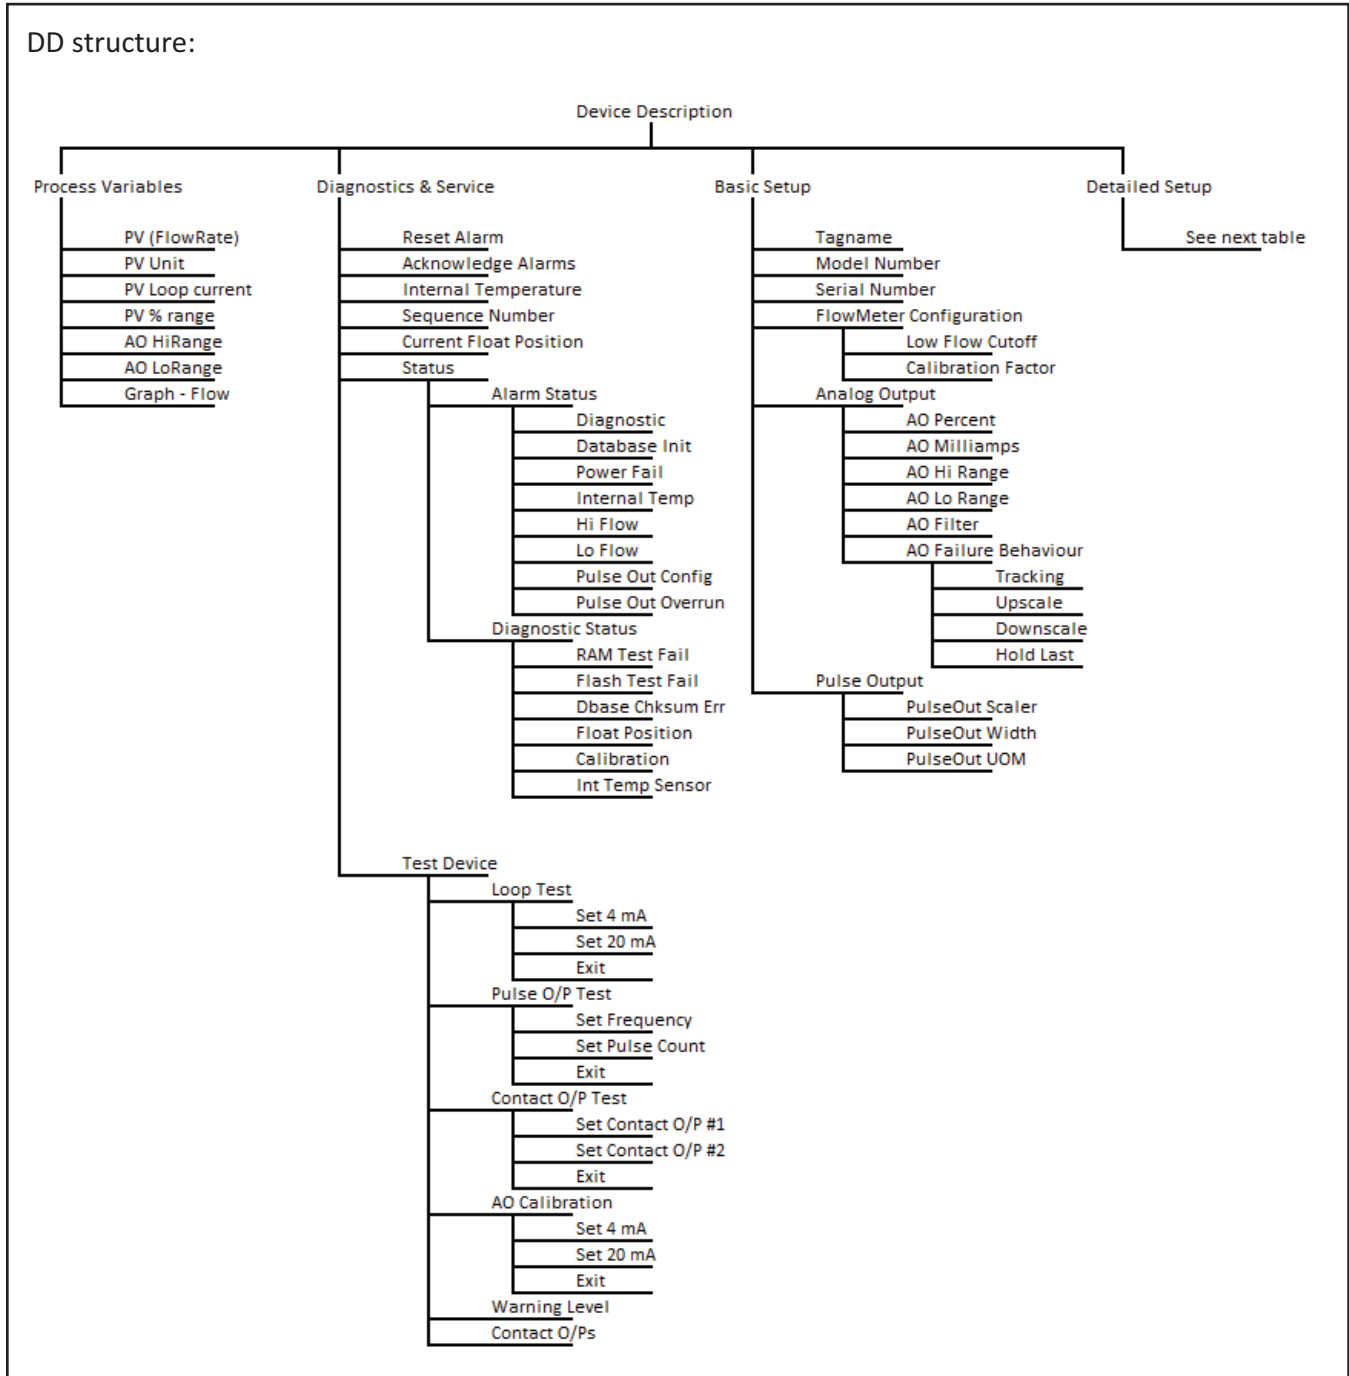 DD structure:
Device Description
Process Variables
PV (FlowRate)
PV Unit
PV Loop current
PV % range
AO HiRange
AO LoRange
Graph - Flow
Diagnostics & Service
Reset Alarm
Acknowledge Alarms
Internal Temperature
Sequence Number
Current Float Position
Status
Alarm Status
Diagnostic
Database Init
Power Fail
Internal Temp
Hi Flow
Lo Flow
Pulse Out Config
Pulse Out Overrun
Diagnostic Status
RAM Test Fail
Flash Test Fail
Dbase Chksum Err
Float Position
Calibration
Int Temp Sensor
Test Device
Loop Test
Set 4 mA
Set 20 mA
Exit
Pulse O/P Test
Set Frequency
Set Pulse Count
Exit
Contact O/P Test
Set Contact O/P #1
Set Contact O/P #2
Exit
AO Calibration
Set 4 mA
Set 20 mA
Exit
Warning Level
Contact O/Ps
Basic Setup
Tagname
Model Number
Serial Number
FlowMeter Configuration
Low Flow Cutoff
Calibration Factor
Analog Output
AO Percent
AO Milliamps
AO Hi Range
AO Lo Range
AO Filter
AO Failure Behaviour
Tracking
Upscale
Downscale
Hold Last
Pulse Output
PulseOut Scaler
PulseOut Width
PulseOut UOM
Detailed Setup
See next table